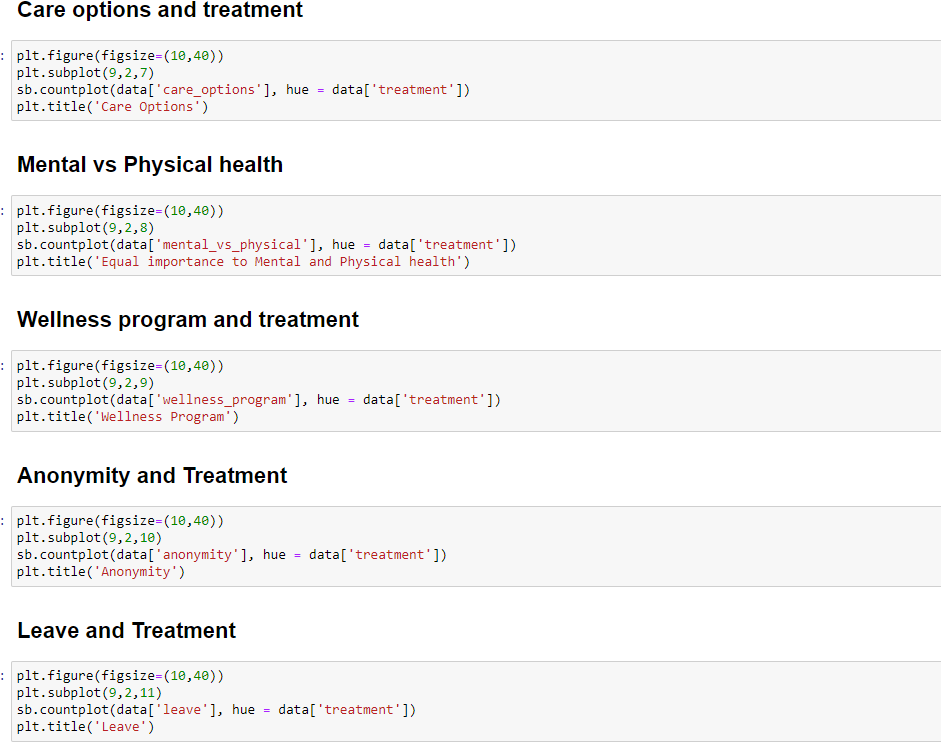 Care options and treatment
: plt.figure(figsize=(10,40))
plt.subplot(9,2,7)
sb.countplot(data['care_options'], hue = data['treatment'])
plt.title('Care Options')
Mental vs Physical health
: plt.figure(figsize=(10,40))
plt.subplot(9,2,8)
sb.countplot(data['mental_vs_physical'], hue = data['treatment'])
plt.title('Equal importance to Mental and Physical health')
Wellness program and treatment
: plt.figure(figsize=(10,40))
plt.subplot(9,2,9)
sb.countplot(data['wellness_program'], hue = data['treatment'])
plt.title('Wellness Program')
Anonymity and Treatment
: plt.figure(figsize=(10,40))
plt.subplot(9,2,10)
sb.countplot(data['anonymity'], hue = data['treatment'])
plt.title('Anonymity')
Leave and Treatment
: plt.figure(figsize=(10,40))
plt.subplot(9,2,11)
sb.countplot(data['leave'], hue = data['treatment'])
plt.title('Leave')